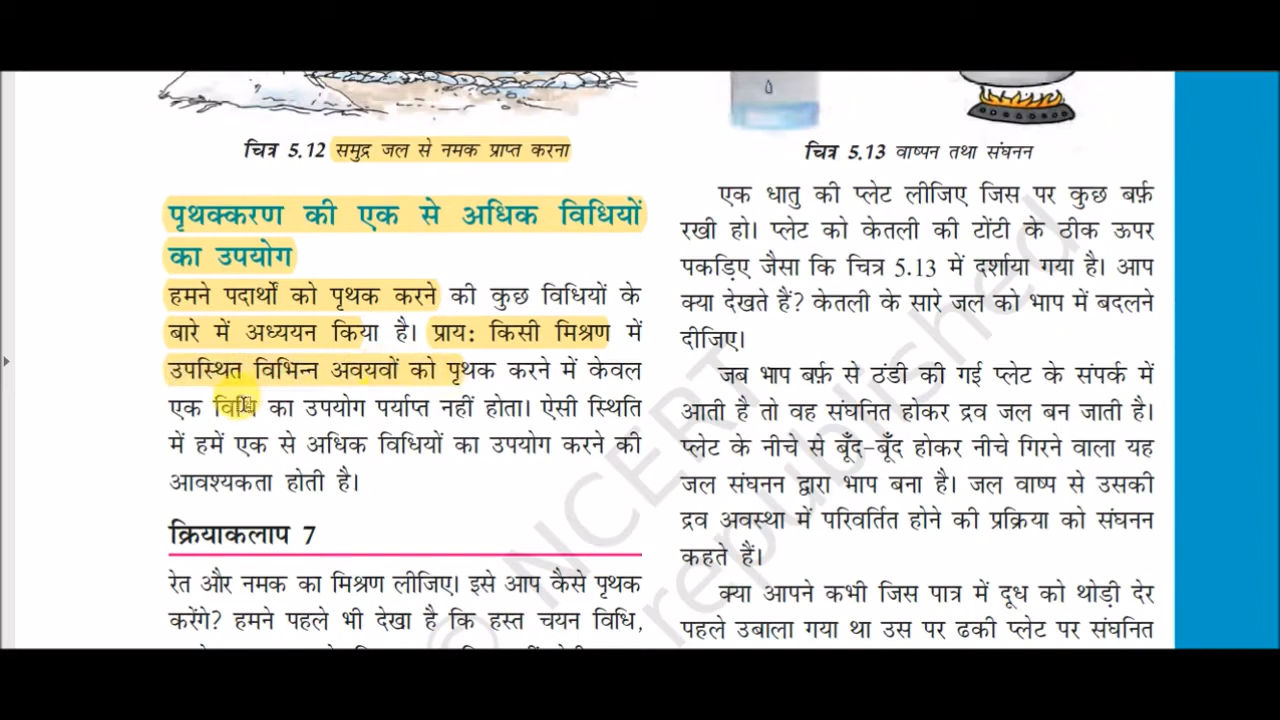 चित्र 5.12 समुद्र जल से नमक प्राप्त करना
पृथक्करण की एक से अधिक विधियों
का उपयोग
हमने पदार्थों को पृथक करने की कुछ विधियों के
बारे में अध्ययन किया है। प्राय: किसी मिश्रण में
उपस्थित विभिन्न अवयवों को पृथक करने में केवल
एक विधि का उपयोग पर्याप्त नहीं होता। ऐसी स्थिति
में हमें एक से अधिक विधियों का उपयोग करने की
आवश्यकता होती है।
क्रियाकलाप 7
रेत और नमक का मिश्रण लीजिए। इसे आप कैसे पृथक
करेंगे? हमने पहले भी देखा है कि हस्त चयन विधि,
चित्र 5.13 वाष्पन तथा संघनन
एक धातु की प्लेट लीजिए जिस पर कुछ बर्फ़
रखी हो। प्लेट को केतली की टोंटी के ठीक ऊपर
पकड़िए जैसा कि चित्र 5.13 में दर्शाया गया है। आप
क्या देखते हैं? केतली के सारे जल को भाप में बदलने
दीजिए।
जब भाप बर्फ़ से ठंडी की गई प्लेट के संपर्क में
आती है तो वह संघनित होकर द्रव जल बन जाती है।
प्लेट के नीचे से बूँद-बूँद होकर नीचे गिरने वाला यह
जल संघनन द्वारा भाप बना है। जल वाष्प से उसकी
द्रव अवस्था में परिवर्तित होने की प्रक्रिया को संघनन
कहते हैं।
क्या आपने कभी जिस पात्र में दूध को थोड़ी देर
पहले उबाला गया था उस पर ढकी प्लेट पर संघनित
© NCERT
republished